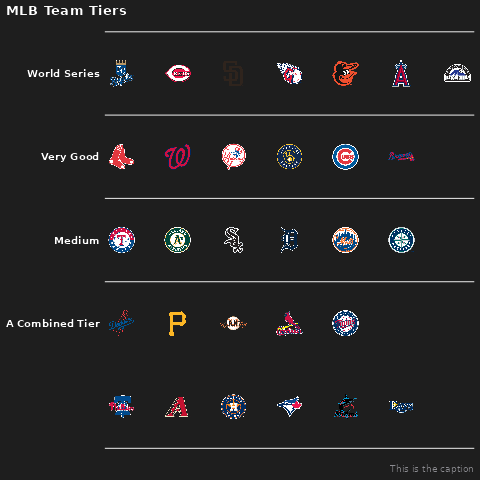 MLB Team Tiers
World Series
Very Good
Medium
A Combined Tier
This is the caption